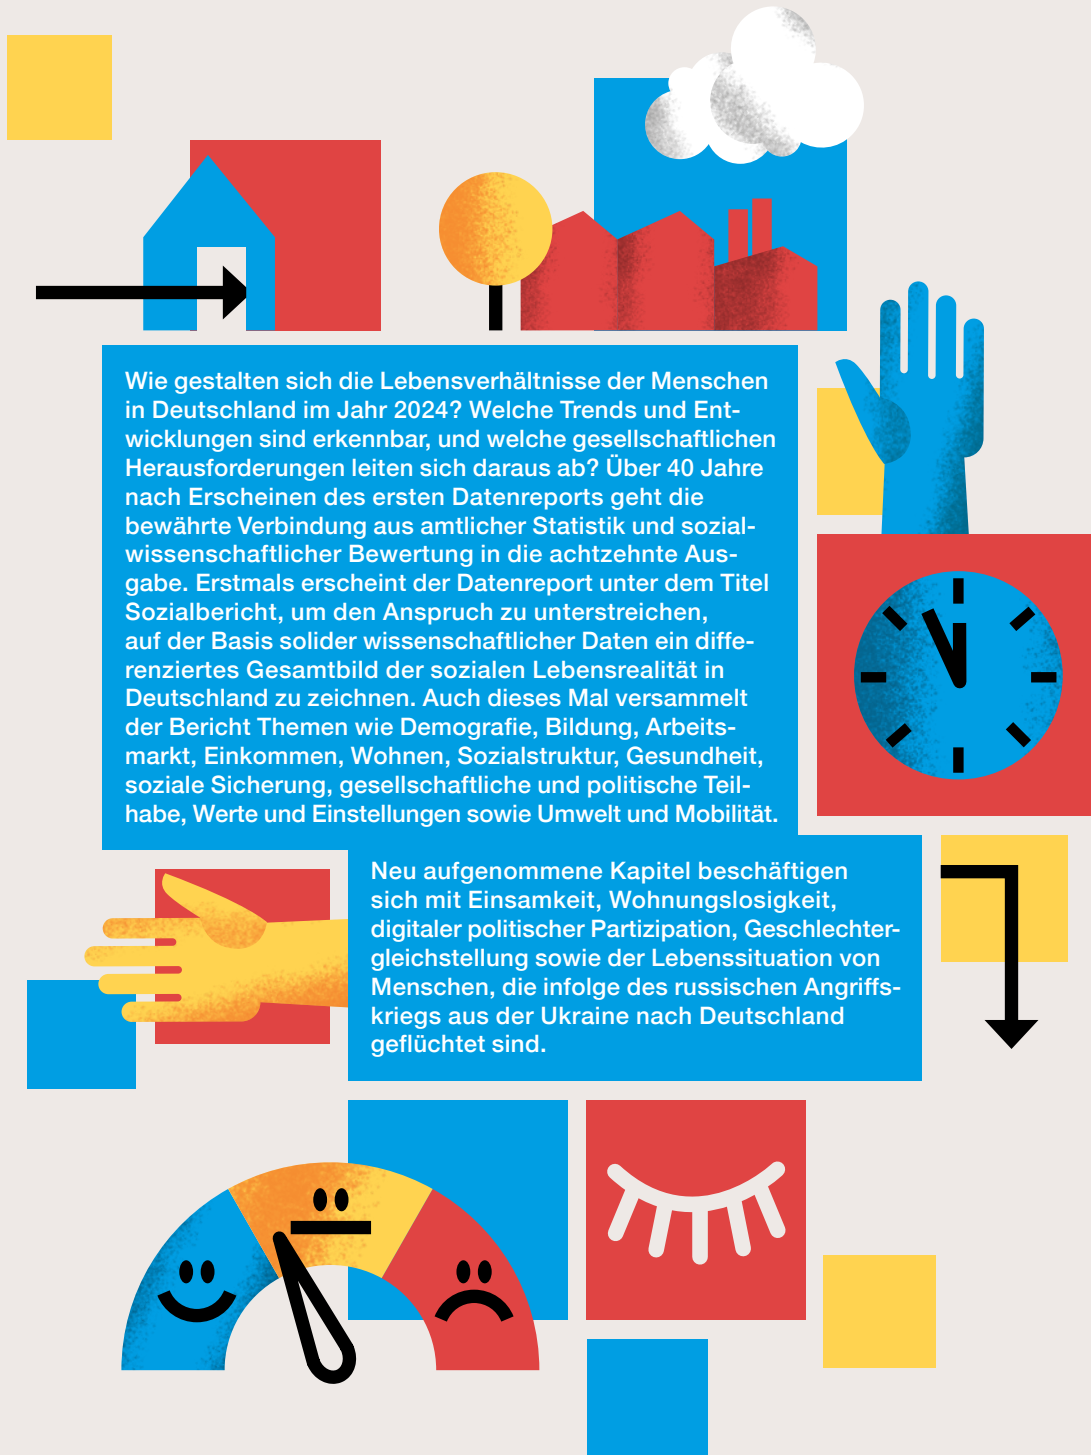 Wie gestalten sich die Lebensverhältnisse der Menschen
in Deutschland im Jahr 2024? Welche Trends und Ent-
wicklungen sind erkennbar, und welche gesellschaftlichen
Herausforderungen leiten sich daraus ab? Über 40 Jahre
nach Erscheinen des ersten Datenreports geht die
bewährte Verbindung aus amtlicher Statistik und sozial-
wissenschaftlicher Bewertung in die achtzehnte Aus-
gabe. Erstmals erscheint der Datenreport unter dem Titel
Sozialbericht, um den Anspruch zu unterstreichen,
auf der Basis solider wissenschaftlicher Daten ein diffe-
renziertes Gesamtbild der sozialen Lebensrealität in
Deutschland zu zeichnen. Auch dieses Mal versammelt
der Bericht Themen wie Demografie, Bildung, Arbeits-
markt, Einkommen, Wohnen, Sozialstruktur, Gesundheit,
soziale Sicherung, gesellschaftliche und politische Teil-
habe, Werte und Einstellungen sowie Umwelt und Mobilität.
Neu aufgenommene Kapitel beschäftigen
sich mit Einsamkeit, Wohnungslosigkeit,
digitaler politischer Partizipation, Geschlechter-
gleichstellung sowie der Lebenssituation von
Menschen, die infolge des russischen Angriffs-
kriegs aus der Ukraine nach Deutschland
geflüchtet sind.